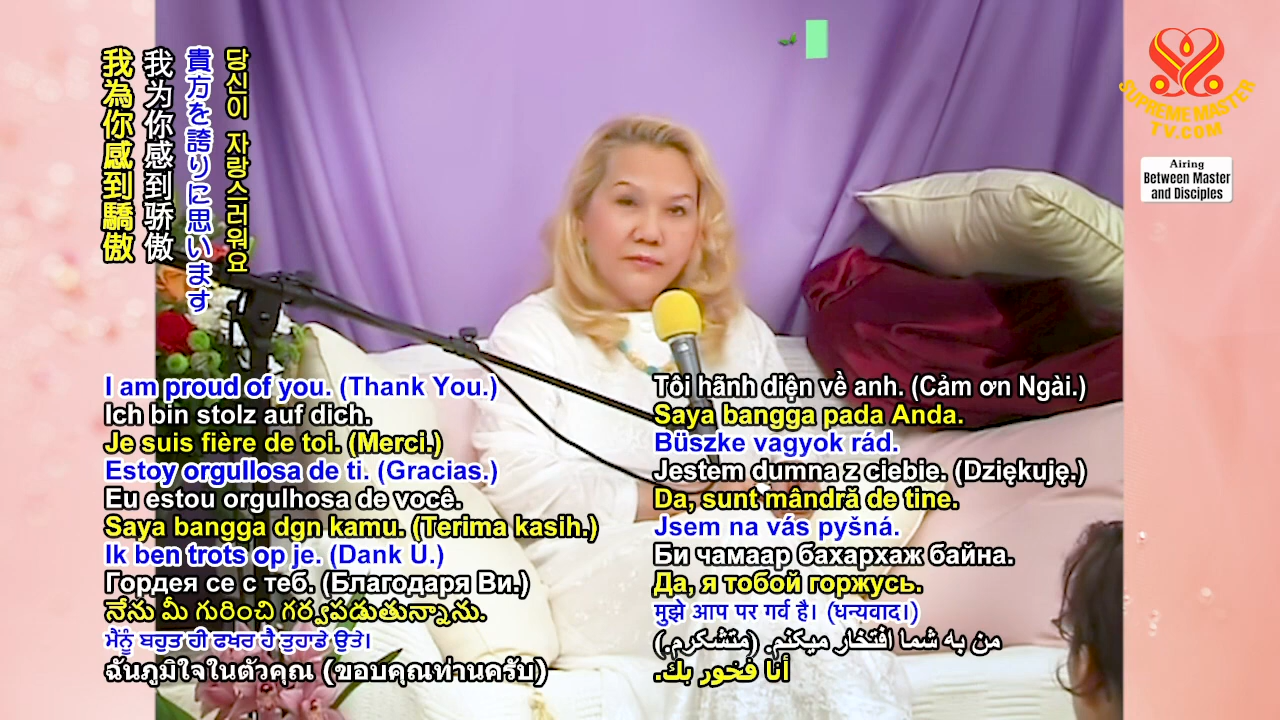 당신이 자랑스러워요
貴方を誇りに思います
我为你感到骄傲
我為你感到驕傲
SUPREME MASTER
TV.COM
Airing
Between Master
and Disciples
I am proud of you. (Thank You.)
Ich bin stolz auf dich.
Je suis fière de toi. (Merci.)
Estoy orgullosa de ti. (Gracias.)
Eu estou orgulhosa de você.
Saya bangga dgn kamu. (Terima kasih.)
Ik ben trots op je. (Dank U.)
Гордея се с теб. (Благодаря Ви.)
నేను మీ గురించి గర్వపడుతున్నాను.
ਮੈਨੂੰ ਬਹੁਤ ਹੀ ਫਖਰ ਹੈ ਤੁਹਾਡੇ ਉਤੇ।
ฉันภูมิใจในตัวคุณ (ขอบคุณท่านครับ)
Tôi hãnh diện về anh. (Cảm ơn Ngài.)
Saya bangga pada Anda.
Büszke vagyok rád.
Jestem dumna z ciebie. (Dziękuję.)
Da, sunt mândră de tine.
Jsem na vás pyšná.
Би чамаар бахархаж байна.
Да, я тобой горжусь.
मुझे आप पर गर्व है। (धन्यवाद।)
من به شما افتخار میکنم. (متشکرم.)
أنا فخور بك.